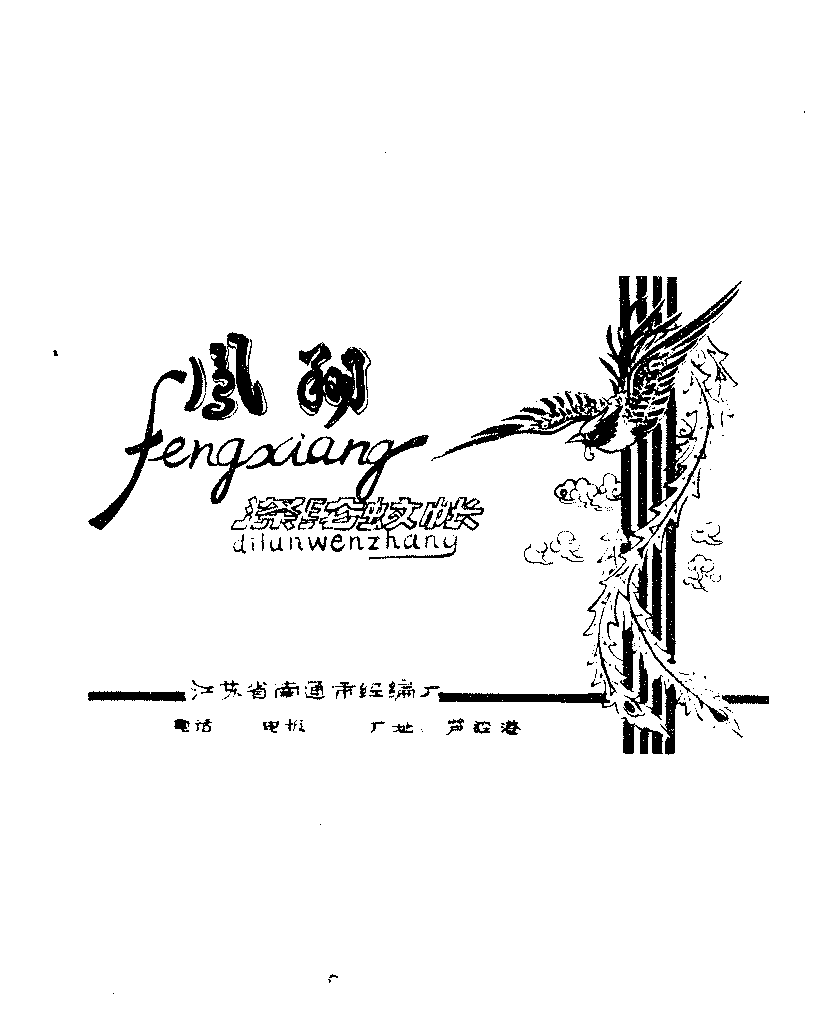 凤翔
fengxiang
涤纶蚊帐
dilunwenzhang
江苏省南通市经编厂
电话 电挂 厂址：芦泾港